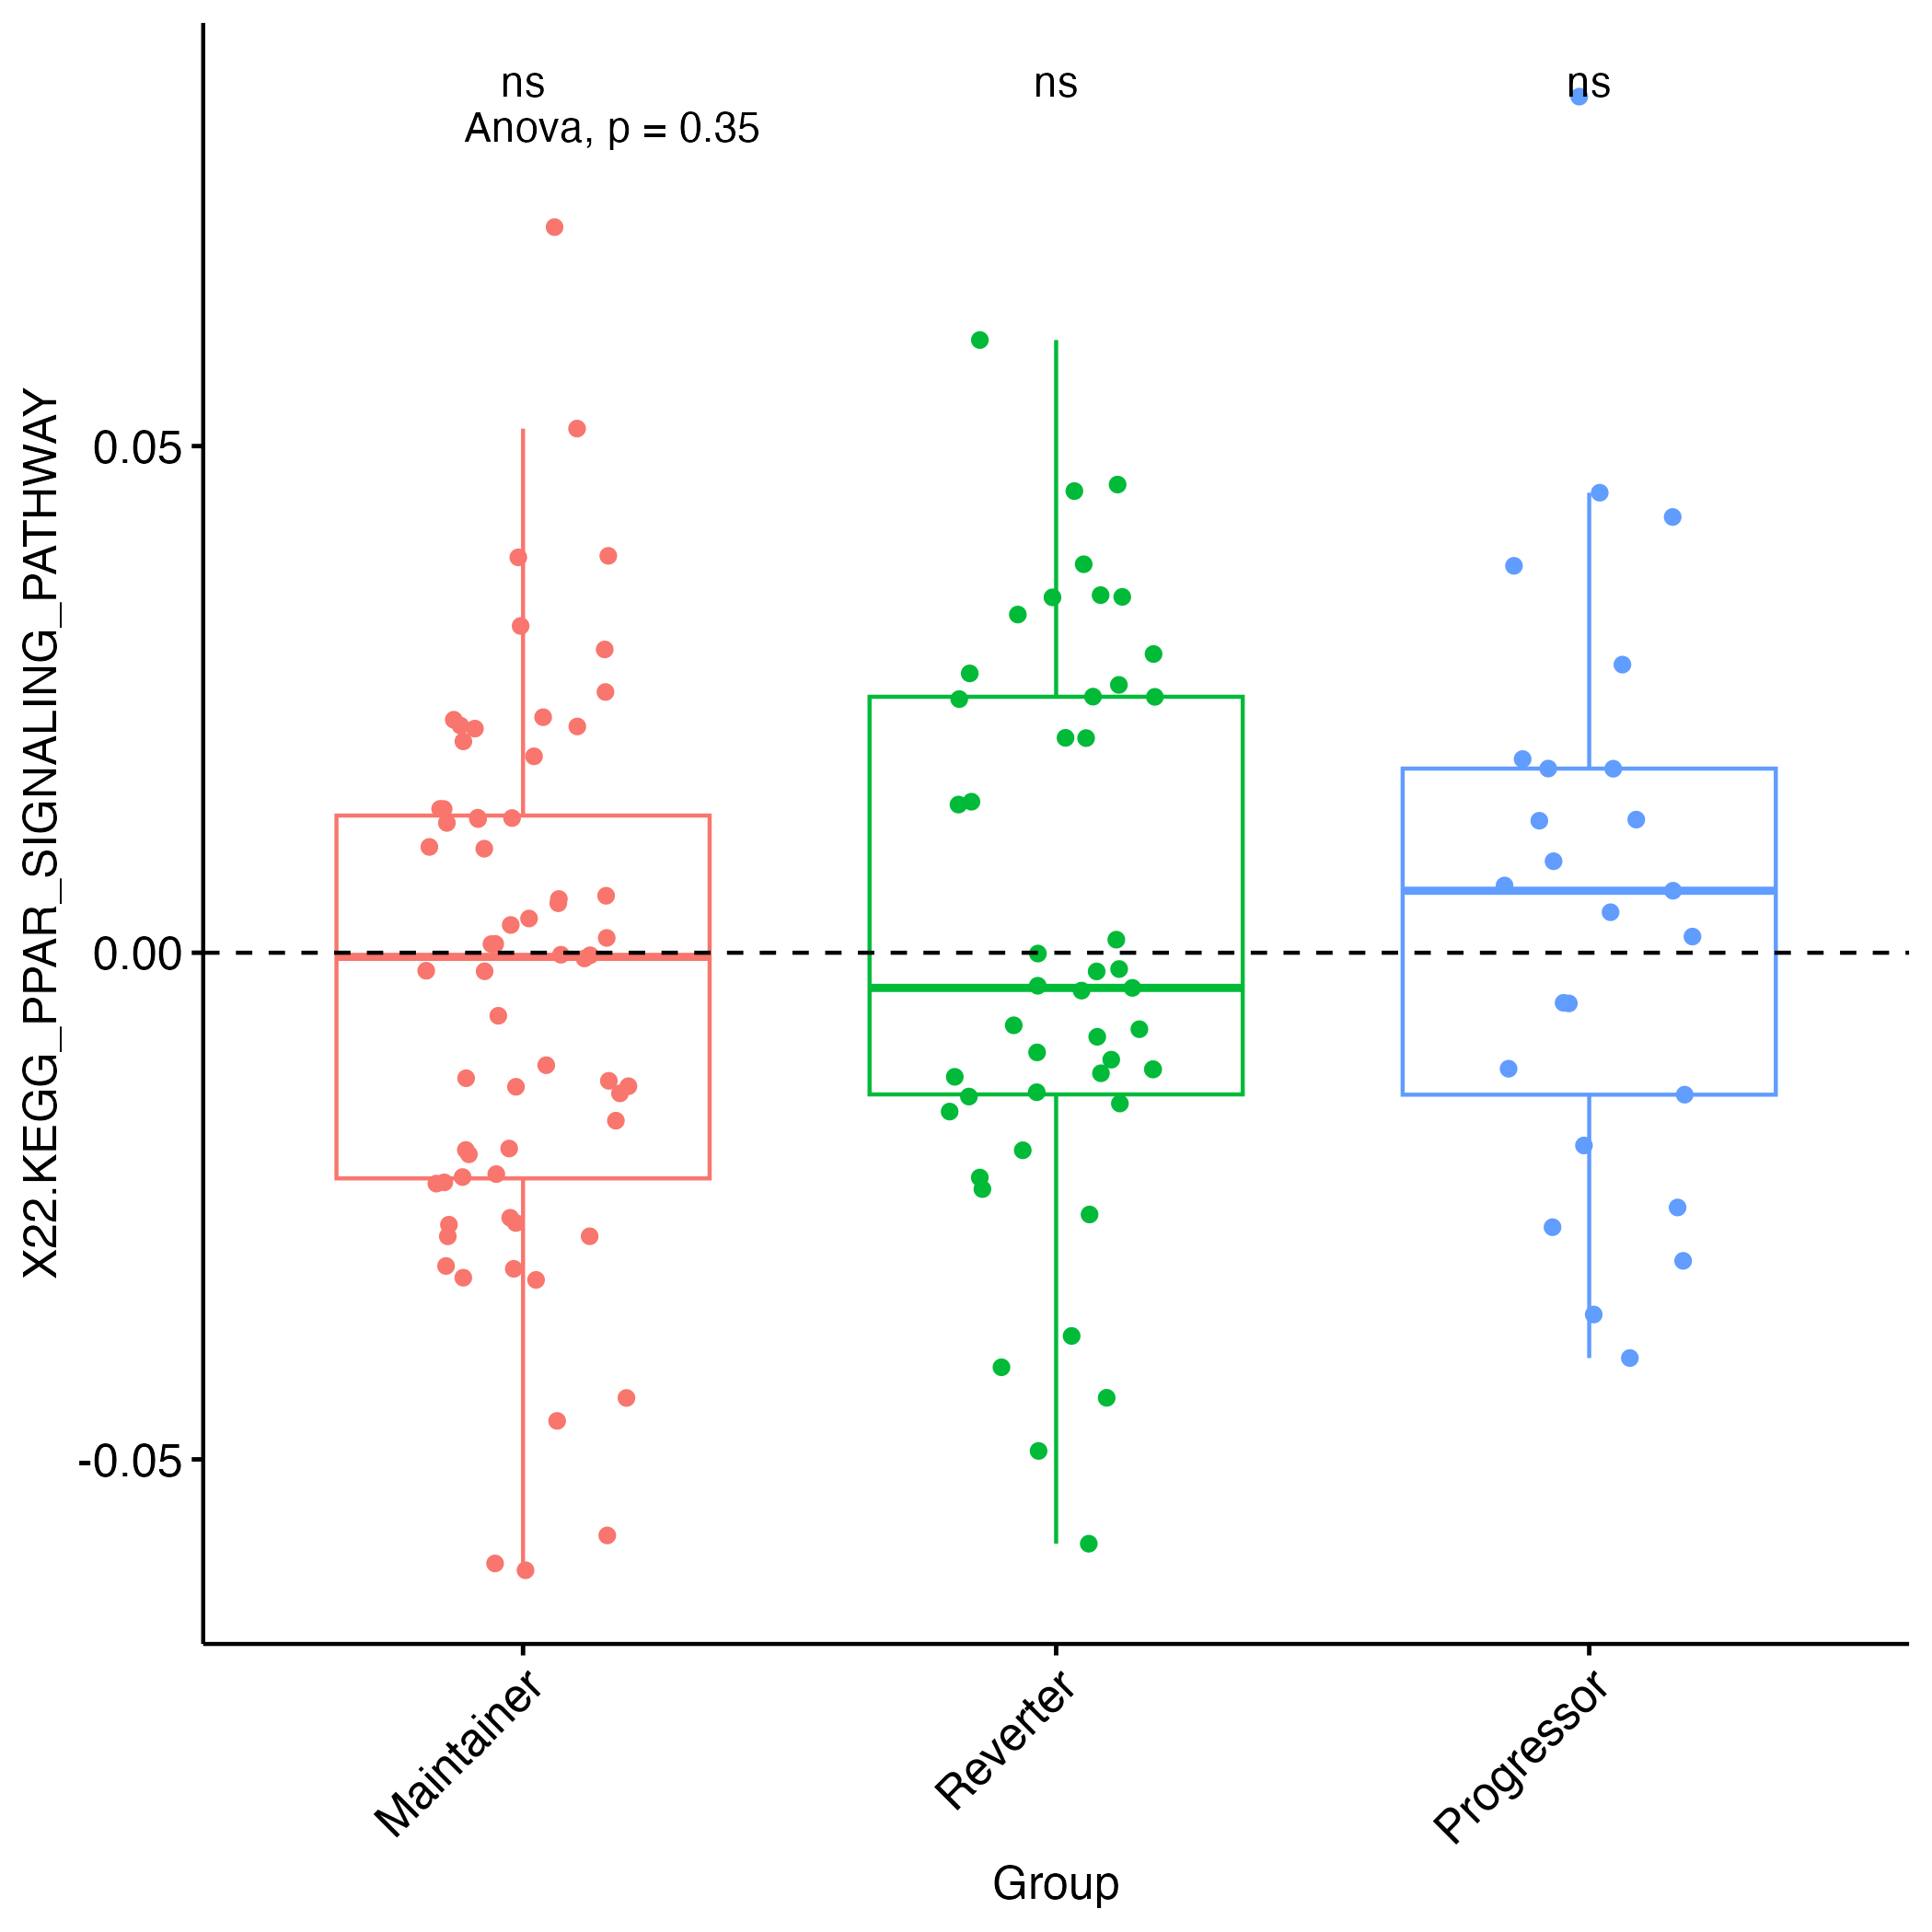 ns ns ns
Anova, p = 0.35
X22.KEGG_PPAR_SIGNALING_PATHWAY
0.05
0.00
-0.05
Maintainer Reverter Progressor
Group